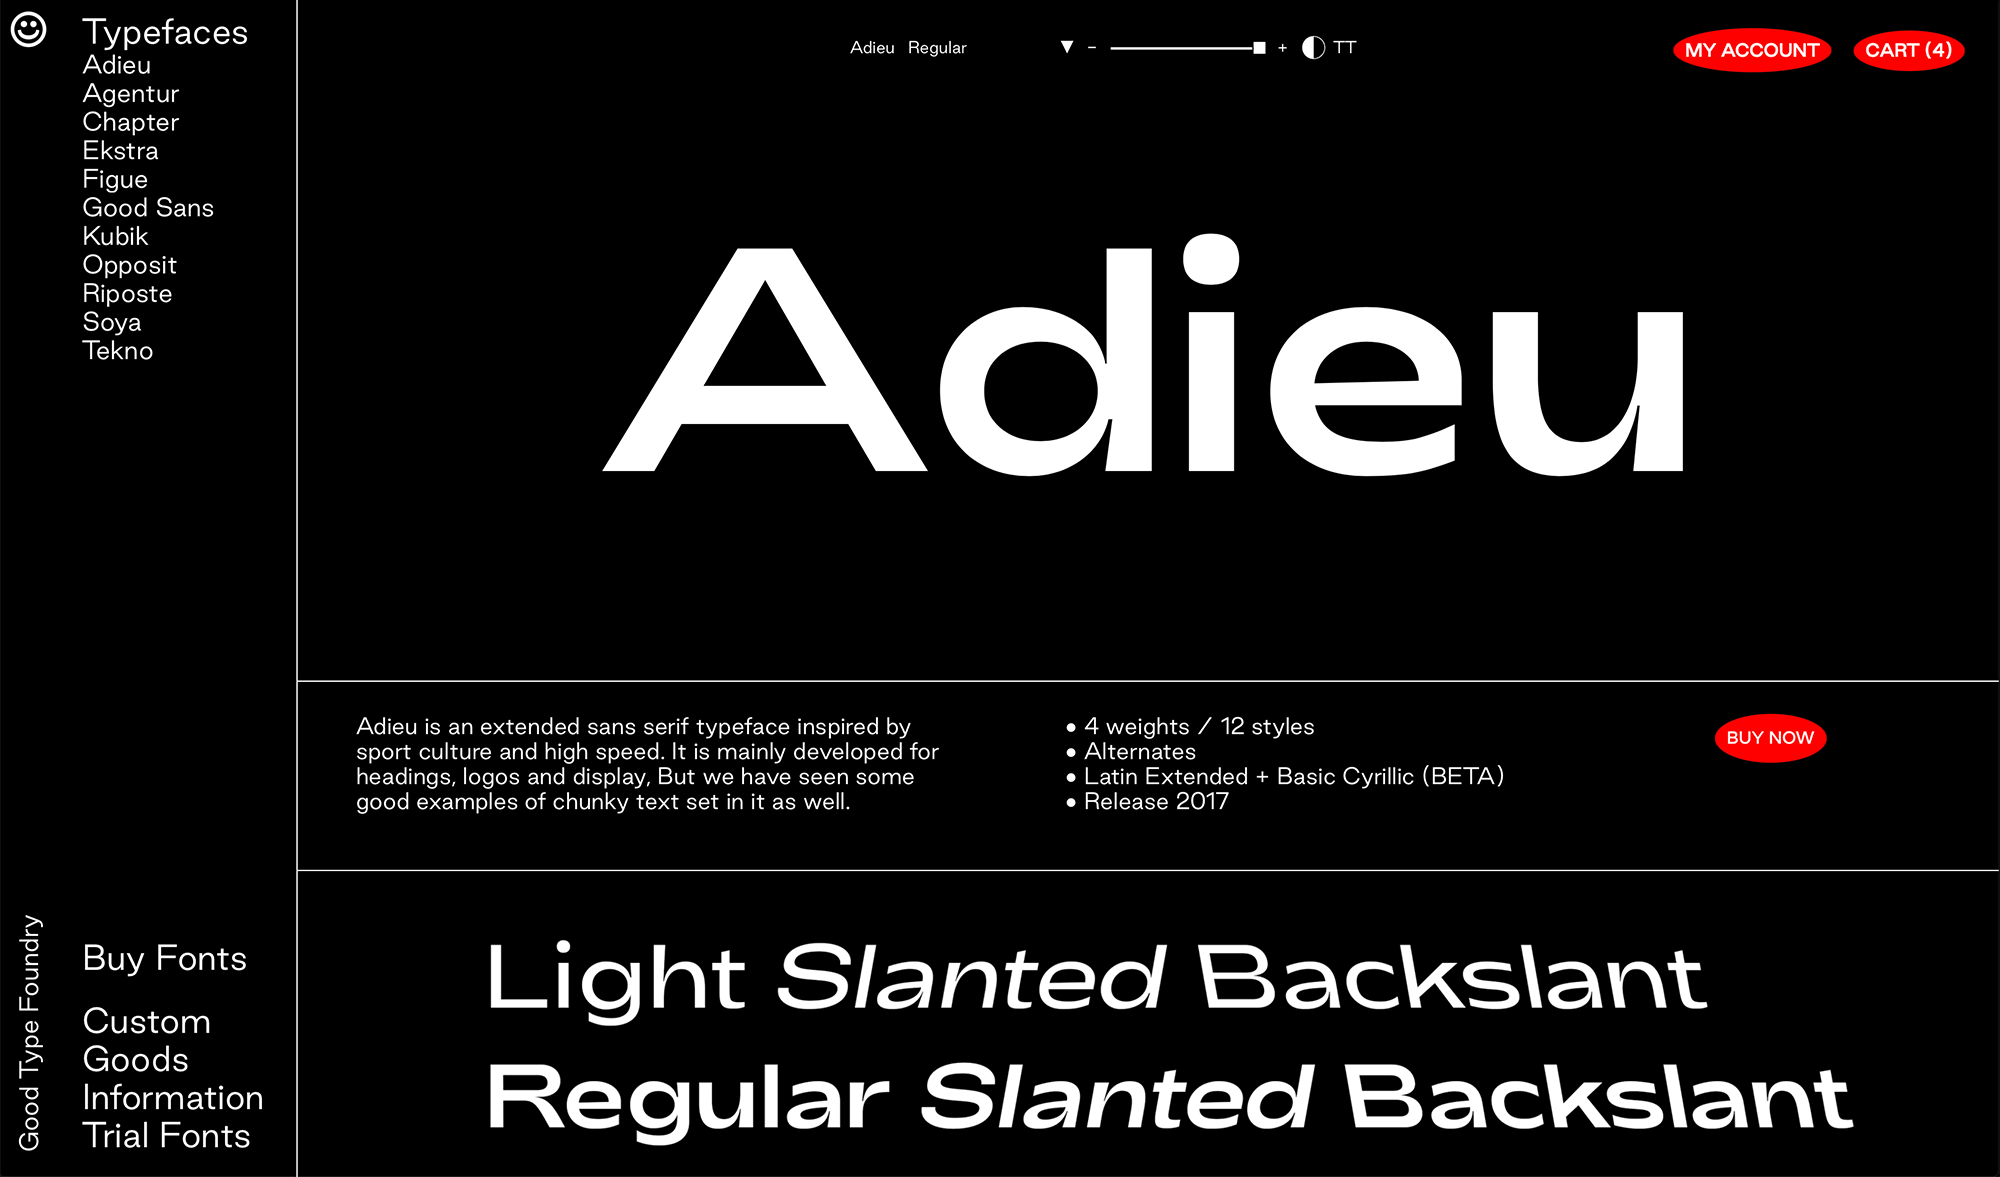 Typefaces
Adieu
Agentur
Chapter
Ekstra
Figue
Good Sans
Kubik
Opposit
Riposte
Soya
Tekno
Buy Fonts
Custom
Goods
Information
Trial Fonts
Good Type Foundry
Adieu Regular
− + TT
MY ACCOUNT
CART (4)
Adieu
Adieu is an extended sans serif typeface inspired by
sport culture and high speed. It is mainly developed for
headings, logos and display, But we have seen some
good examples of chunky text set in it as well.
● 4 weights / 12 styles
● Alternates
● Latin Extended + Basic Cyrillic (BETA)
● Release 2017
BUY NOW
Light Slanted Backslant
Regular Slanted Backslant